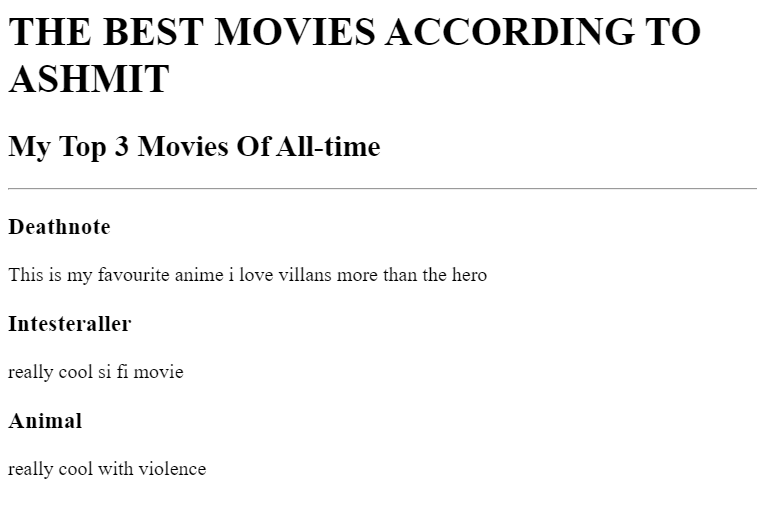 THE BEST MOVIES ACCORDING TO
ASHMIT
My Top 3 Movies Of All-time
Deathnote
This is my favourite anime i love villans more than the hero
Intesteraller
really cool si fi movie
Animal
really cool with violence